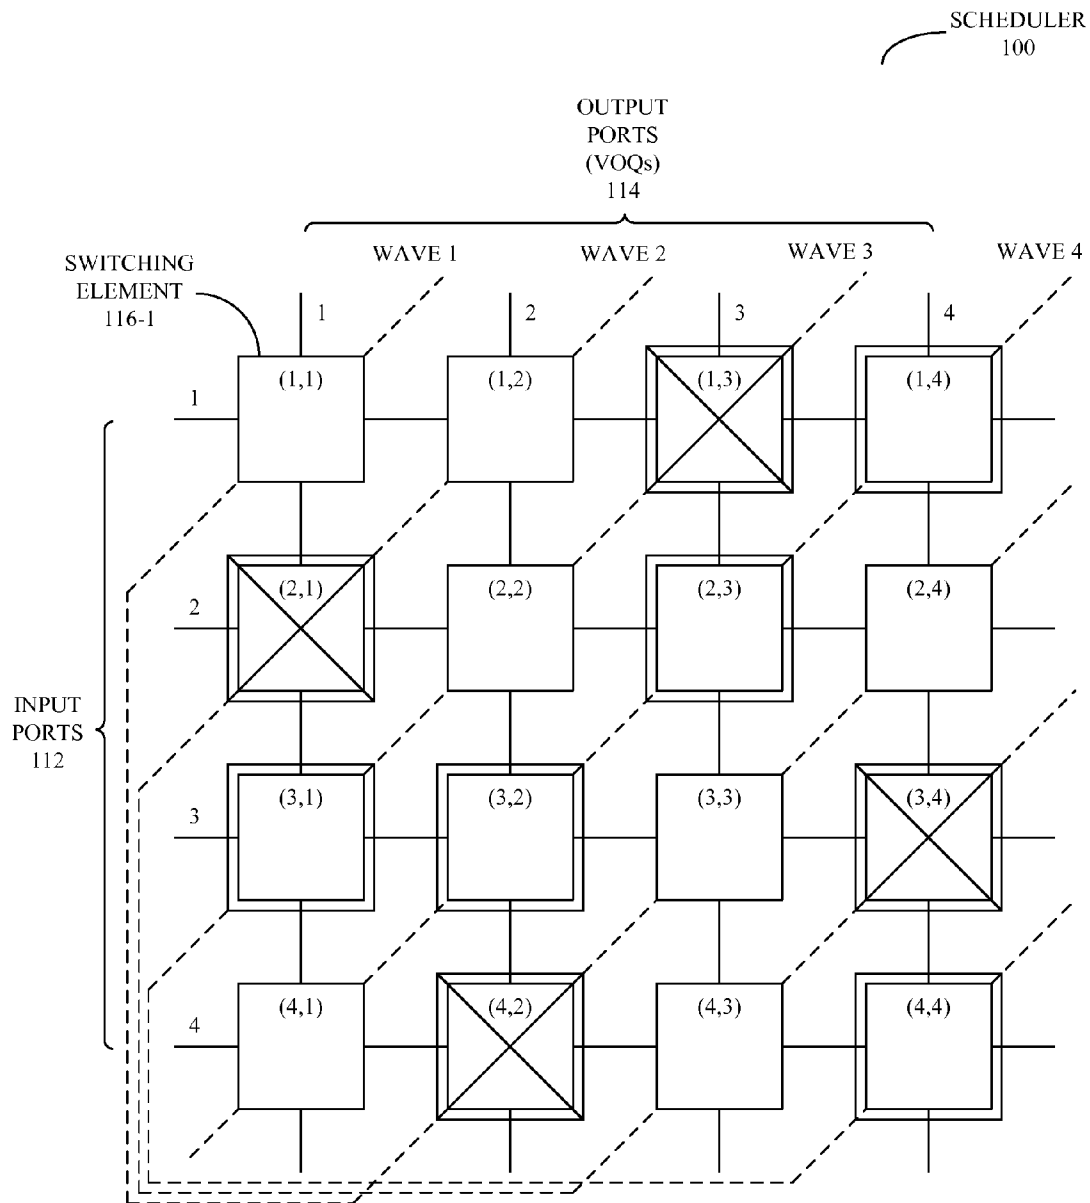 SCHEDULER
100
OUTPUT
PORTS
(VOQs)
114
WAVE 1
WAVE 2
WAVE 3
WAVE 4
SWITCHING
ELEMENT
116-1
1
2
3
4
1
(1,1)
(1,2)
(1,3)
(1,4)
2
(2,1)
(2,2)
(2,3)
(2,4)
INPUT
PORTS
112
3
(3,1)
(3,2)
(3,3)
(3,4)
4
(4,1)
(4,2)
(4,3)
(4,4)